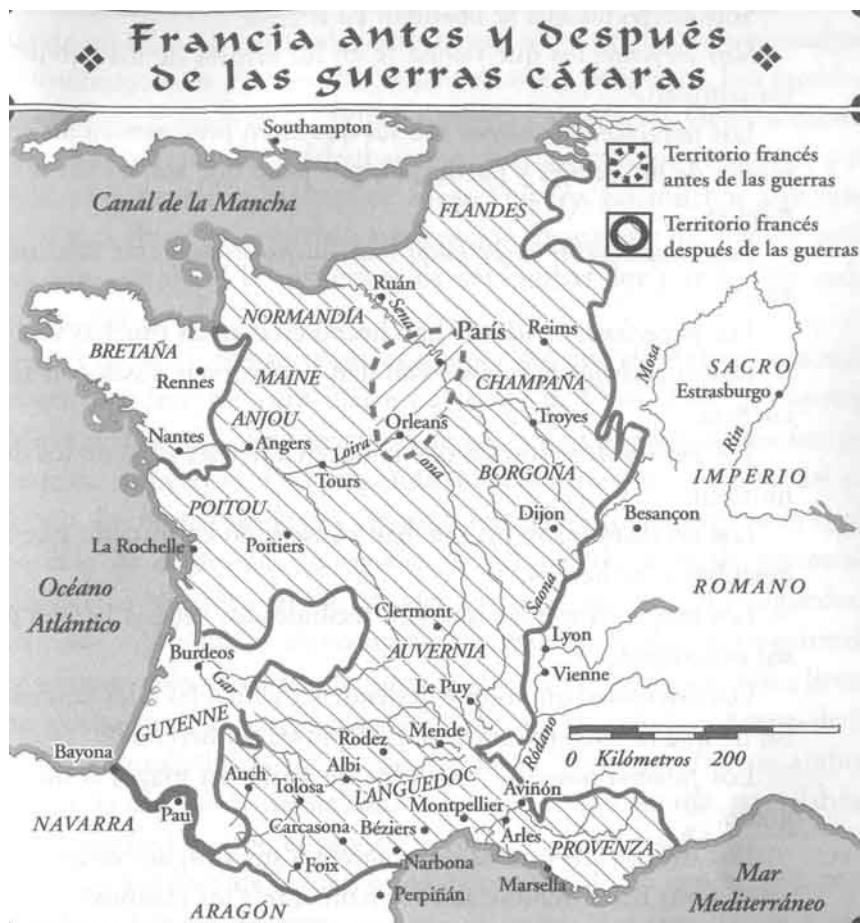 Francia antes y después
de las guerras cátaras
Southampton
Territorio francés
antes de las guerras
Canal de la Mancha
FLANDES
Territorio francés
después de las guerras
Ruán
NORMANDÍA
Sena
París
Reims
Mosa
SACRO
BRETAÑA
Rennes
MAINE
CHAMPAÑA
Estrasburgo
ANJOU
Orleans
Troyes
Rin
Nantes
Angers
Loira
ona
Tours
BORGOÑA
IMPERIO
POITOU
Dijon
Besançon
La Rochelle
Poitiers
Océano
Atlántico
Saona
ROMANO
Clermont
Burdeos
AUVERNIA
Lyon
Vienne
Gar
Le Puy
GUYENNE
Mende
Ródano
0 Kilómetros 200
Bayona
Rodez
Auch
Albi
Tolosa
LANGUEDOC
Aviñón
NAVARRA
Pau
Montpellier
Carcasona
Béziers
Arles
PROVENZA
Foix
Narbona
Marsella
Mar
Mediterráneo
Perpiñán
ARAGÓN